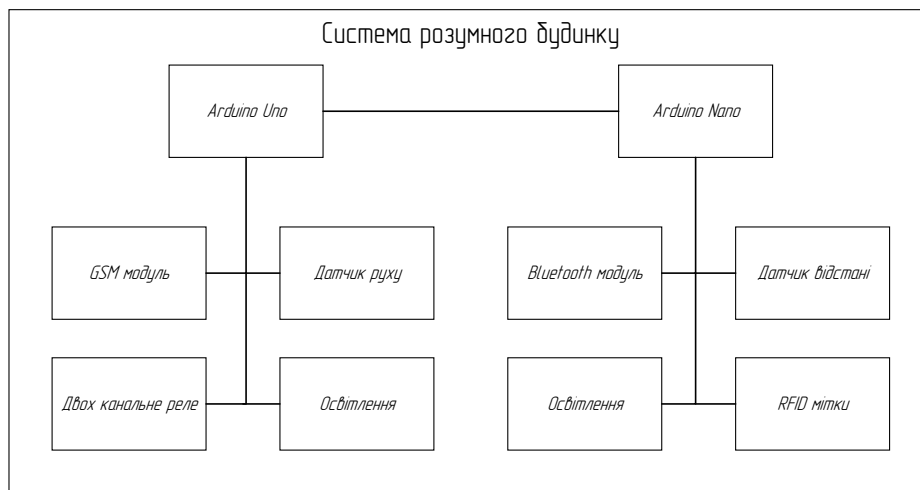 Система розумного будинку
Arduino Uno
Arduino Nano
GSM модуль
Датчик руху
Bluetooth модуль
Датчик відстані
Двох канальне реле
Освітлення
Освітлення
RFID мітки